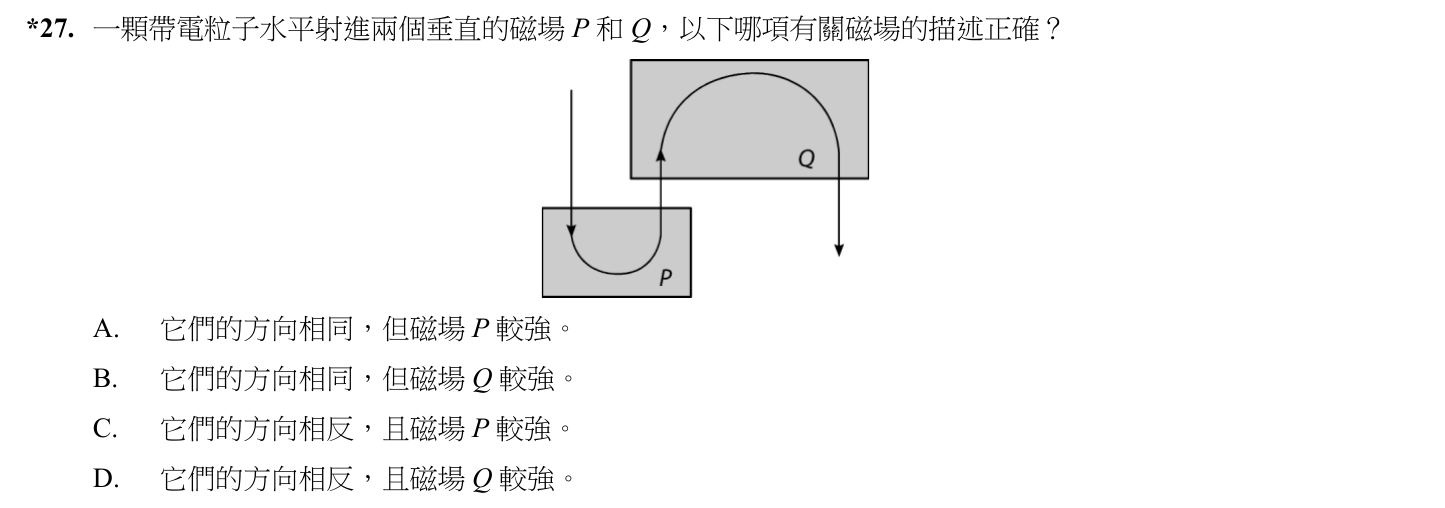 *27. 一顆帶電粒子水平射進兩個垂直的磁場 P 和 Q，以下哪項有關磁場的描述正確？
Q
P
A. 它們的方向相同，但磁場 P 較強。
B. 它們的方向相同，但磁場 Q 較強。
C. 它們的方向相反，且磁場 P 較強。
D. 它們的方向相反，且磁場 Q 較強。